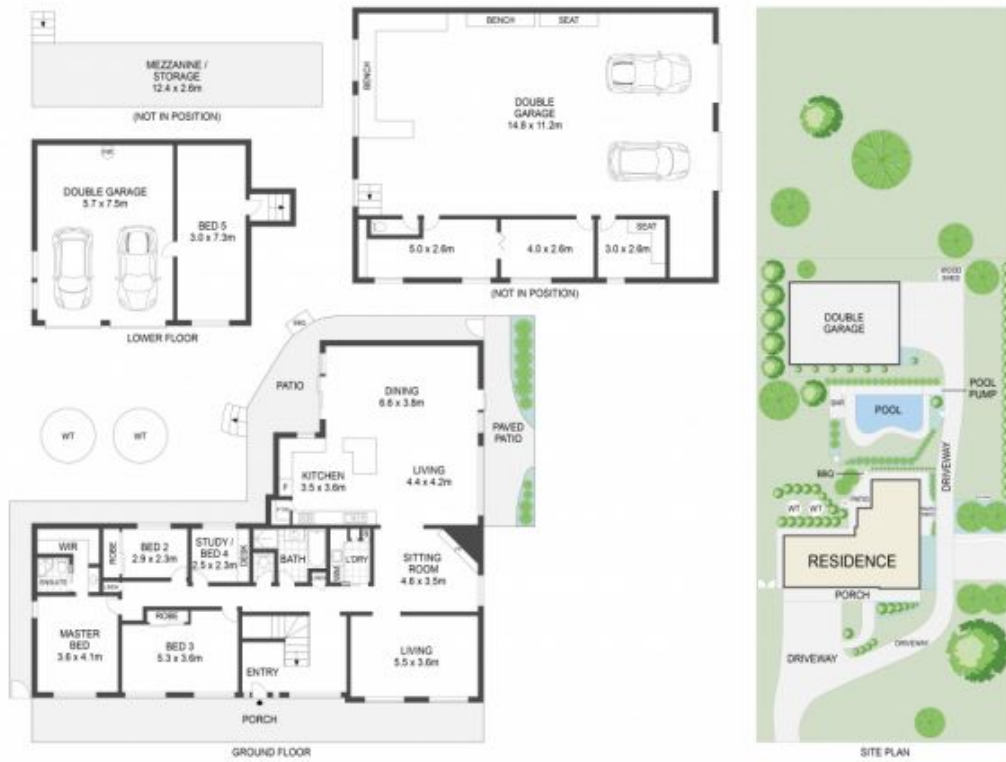 MEZZANINE /
STORAGE
12.4 x 2.6m
(NOT IN POSITION)
BENCH
SEAT
BENCH
DOUBLE
GARAGE
14.8 x 11.2m
5.0 x 2.6m
4.0 x 2.6m
3.0 x 2.6m
SEAT
(NOT IN POSITION)
DOUBLE GARAGE
5.7 x 7.5m
BED 5
3.0 x 7.3m
LOWER FLOOR
BBQ
PATIO
DINING
6.6 x 3.8m
PAVED
PATIO
WT
WT
KITCHEN
3.5 x 3.6m
F
LIVING
4.4 x 4.2m
WIR
ROBE
BED 2
2.9 x 2.3m
STUDY /
BED 4
2.5 x 2.3m
DESK
BATH
L'DRY
SITTING
ROOM
4.6 x 3.5m
ENSUITE
LINEN
MASTER
BED
3.6 x 4.1m
ROBE
BED 3
5.3 x 3.6m
ENTRY
LIVING
5.5 x 3.6m
PORCH
GROUND FLOOR
WOOD
SHED
DOUBLE
GARAGE
POOL
PUMP
BAR
POOL
DRIVEWAY
BBQ
PATIO
WT
WT
RESIDENCE
PORCH
DRIVEWAY
DRIVEWAY
SITE PLAN